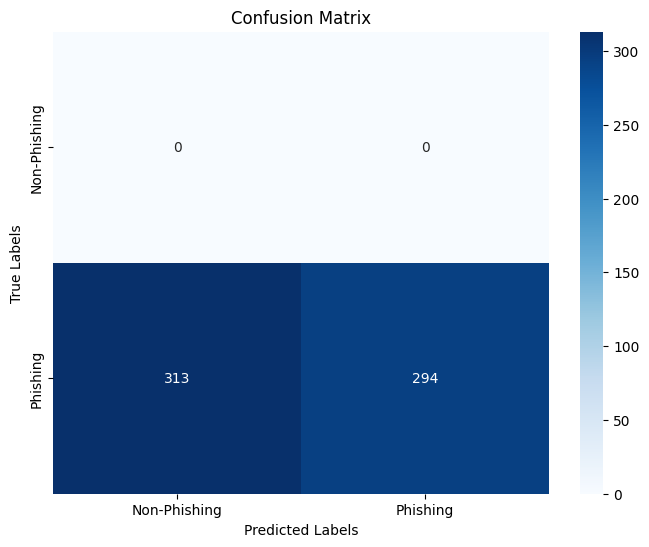 Confusion Matrix
True Labels
Non-Phishing
Phishing
0
0
313
294
Non-Phishing
Phishing
Predicted Labels
300
250
200
150
100
50
0